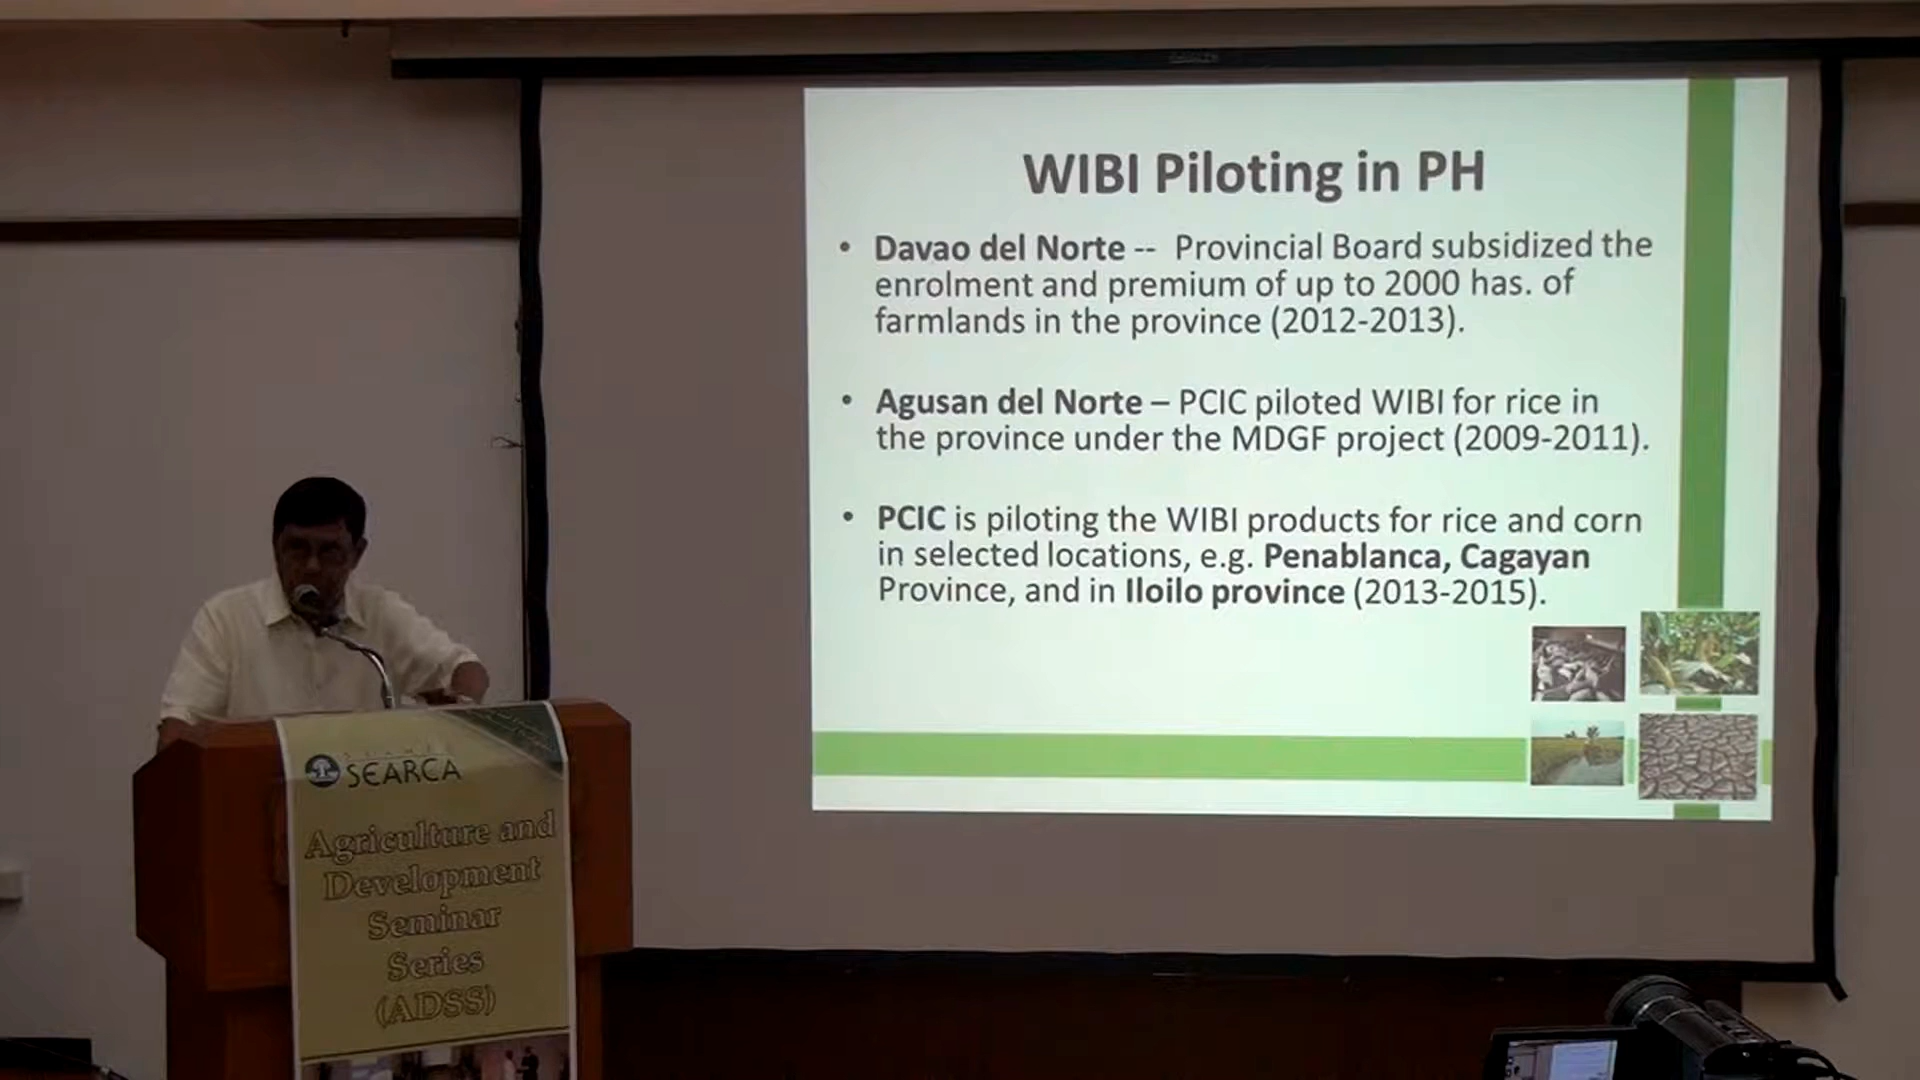 WIBI Piloting in PH
• Davao del Norte -- Provincial Board subsidized the
enrolment and premium of up to 2000 has. of
farmlands in the province (2012-2013).
• Agusan del Norte – PCIC piloted WIBI for rice in
the province under the MDGF project (2009-2011).
• PCIC is piloting the WIBI products for rice and corn
in selected locations, e.g. Penablanca, Cagayan
Province, and in Iloilo province (2013-2015).
SEARCA
Agriculture and
Development
Seminar
Series
(ADSS)